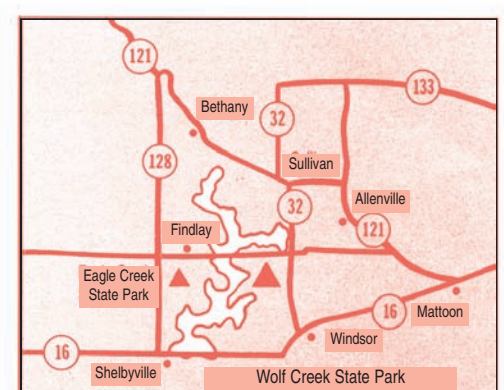 121
133
Bethany
32
128
Sullivan
Allenville
32
Findlay
121
Eagle Creek
State Park
16
Mattoon
Windsor
16
Shelbyville
Wolf Creek State Park